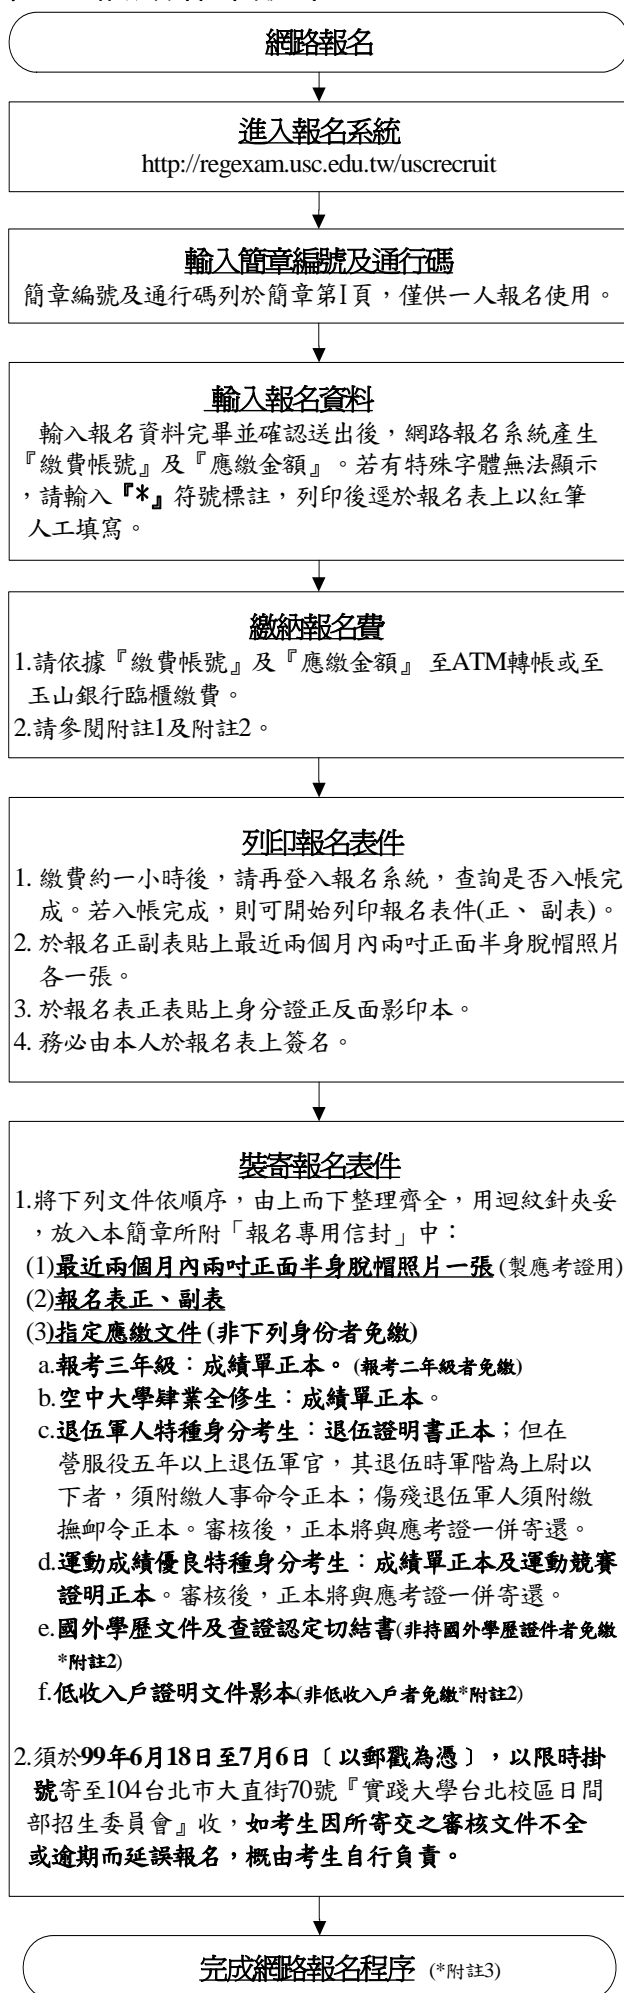 網路報名
進入報名系統
http://regexam.usc.edu.tw/uscrecruit
輸入簡章編號及通行碼
簡章編號及通行碼列於簡章第I頁，僅供一人報名使用。
輸入報名資料
輸入報名資料完畢並確認送出後，網路報名系統產生
『繳費帳號』及『應繳金額』。若有特殊字體無法顯示
，請輸入『*』符號標註，列印後逕於報名表上以紅筆
人工填寫。
繳納報名費
1.請依據『繳費帳號』及『應繳金額』 至ATM轉帳或至
玉山銀行臨櫃繳費。
2.請參閱附註1及附註2。
列印報名表件
1. 繳費約一小時後，請再登入報名系統，查詢是否入帳完
成。若入帳完成，則可開始列印報名表件(正、 副表)。
2. 於報名正副表貼上最近兩個月內兩吋正面半身脫帽照片
各一張。
3. 於報名表正表貼上身分證正反面影印本。
4. 務必由本人於報名表上簽名。
裝寄報名表件
1.將下列文件依順序，由上而下整理齊全，用迴紋針夾妥
，放入本簡章所附「報名專用信封」中：
(1)最近兩個月內兩吋正面半身脫帽照片一張 (製應考證用)
(2)報名表正、副表
(3)指定應繳文件 (非下列身份者免繳)
a.報考三年級：成績單正本。 (報考二年級者免繳)
b.空中大學肄業全修生：成績單正本。
c.退伍軍人特種身分考生：退伍證明書正本；但在
營服役五年以上退伍軍官，其退伍時軍階為上尉以
下者，須附繳人事命令正本；傷殘退伍軍人須附繳
撫卹令正本。審核後，正本將與應考證一併寄還。
d.運動成績優良特種身分考生：成績單正本及運動競賽
證明正本。審核後，正本將與應考證一併寄還。
e.國外學歷文件及查證認定切結書(非持國外學歷證件者免繳
*附註2)
f.低收入戶證明文件影本(非低收入戶者免繳*附註2)
2.須於99年6月18日至7月6日﹝以郵戳為憑﹞，以限時掛
號寄至104台北市大直街70號『實踐大學台北校區日間
部招生委員會』收，如考生因所寄交之審核文件不全
或逾期而延誤報名，概由考生自行負責。
完成網路報名程序 (*附註3)